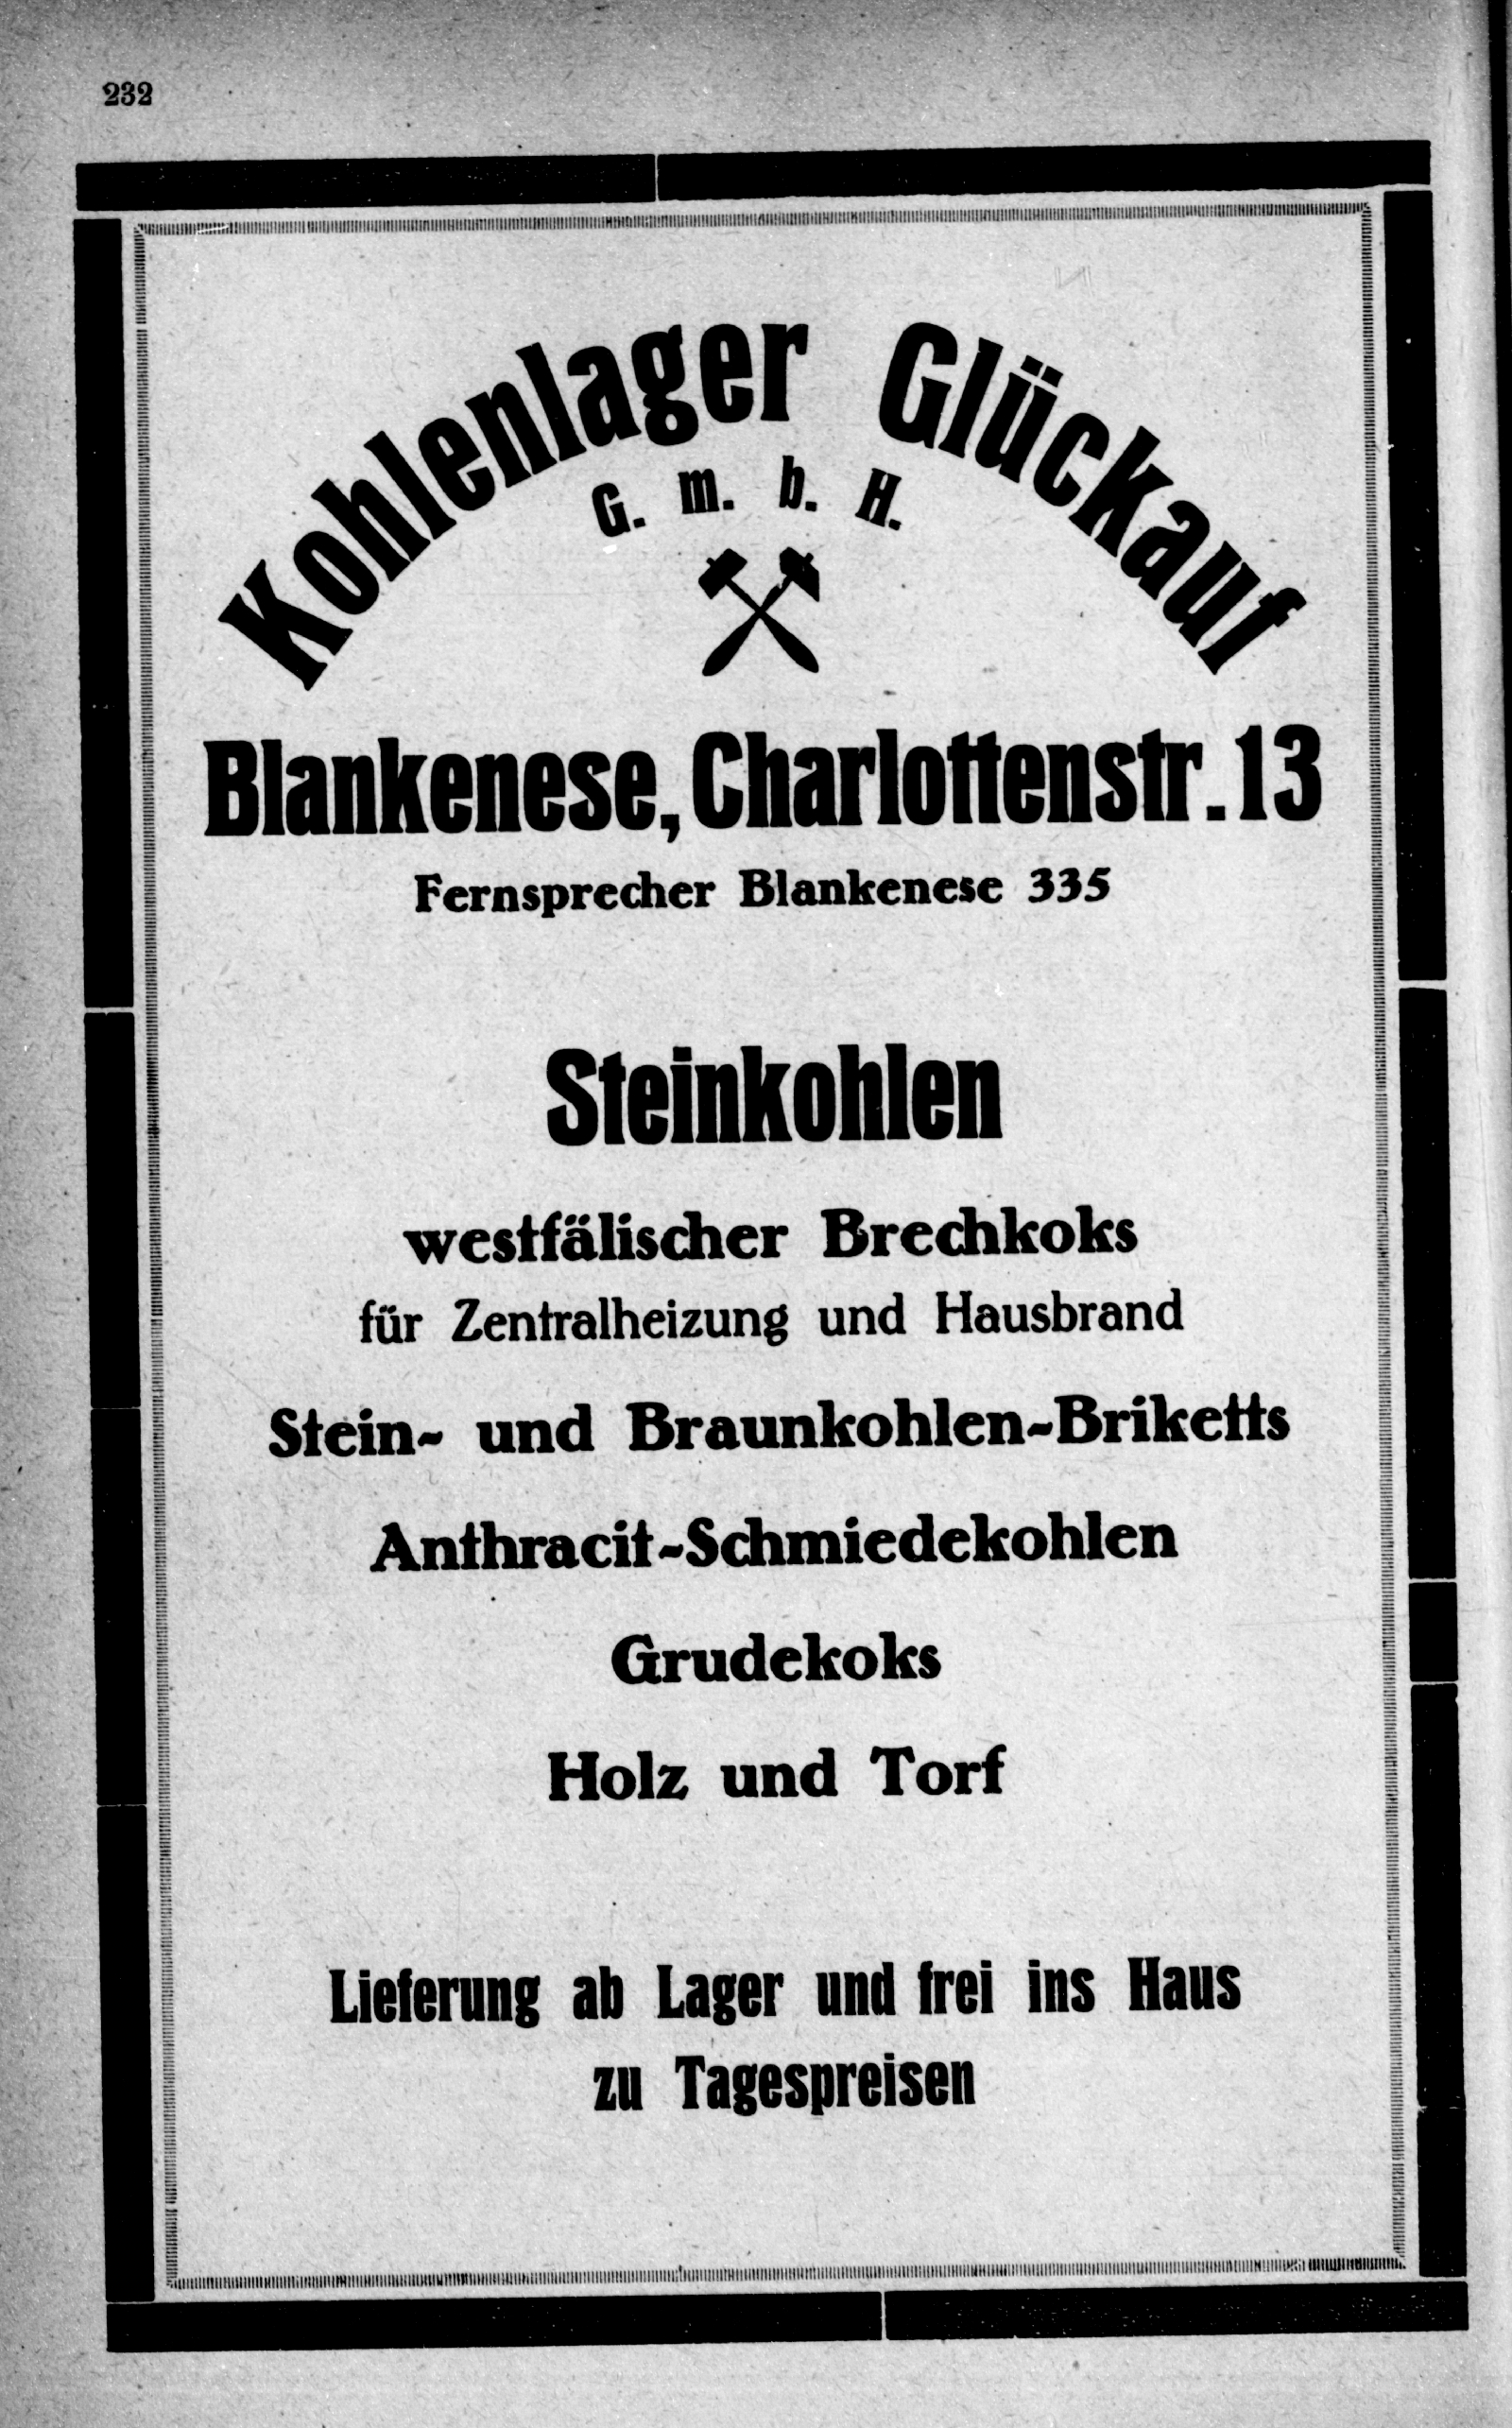 232
Kohlenlager Glückauf
G. m. b. H.
Blankenese, Charlottenstr. 13
Fernsprecher Blankenese 335
Steinkohlen
westfälischer Brechkoks
für Zentralheizung und Hausbrand
Stein- und Braunkohlen-Briketts
Anthracit-Schmiedekohlen
Grudekoks
Holz und Torf
Lieferung ab Lager und frei ins Haus
zu Tagespreisen